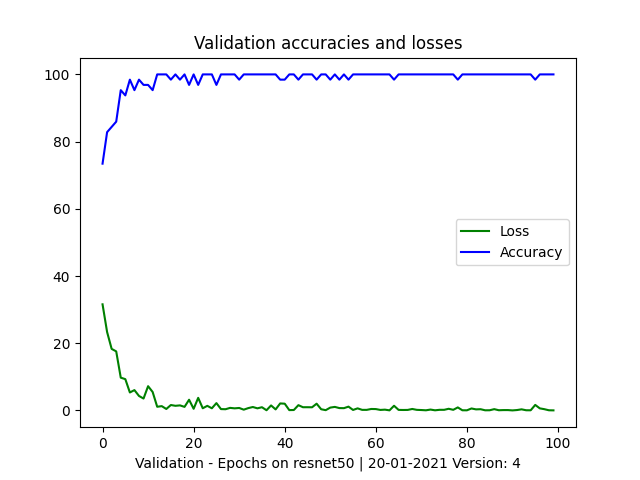 Validation accuracies and losses
100
80
60
40
20
0
Loss
Accuracy
0 20 40 60 80 100
Validation - Epochs on resnet50 | 20-01-2021 Version: 4